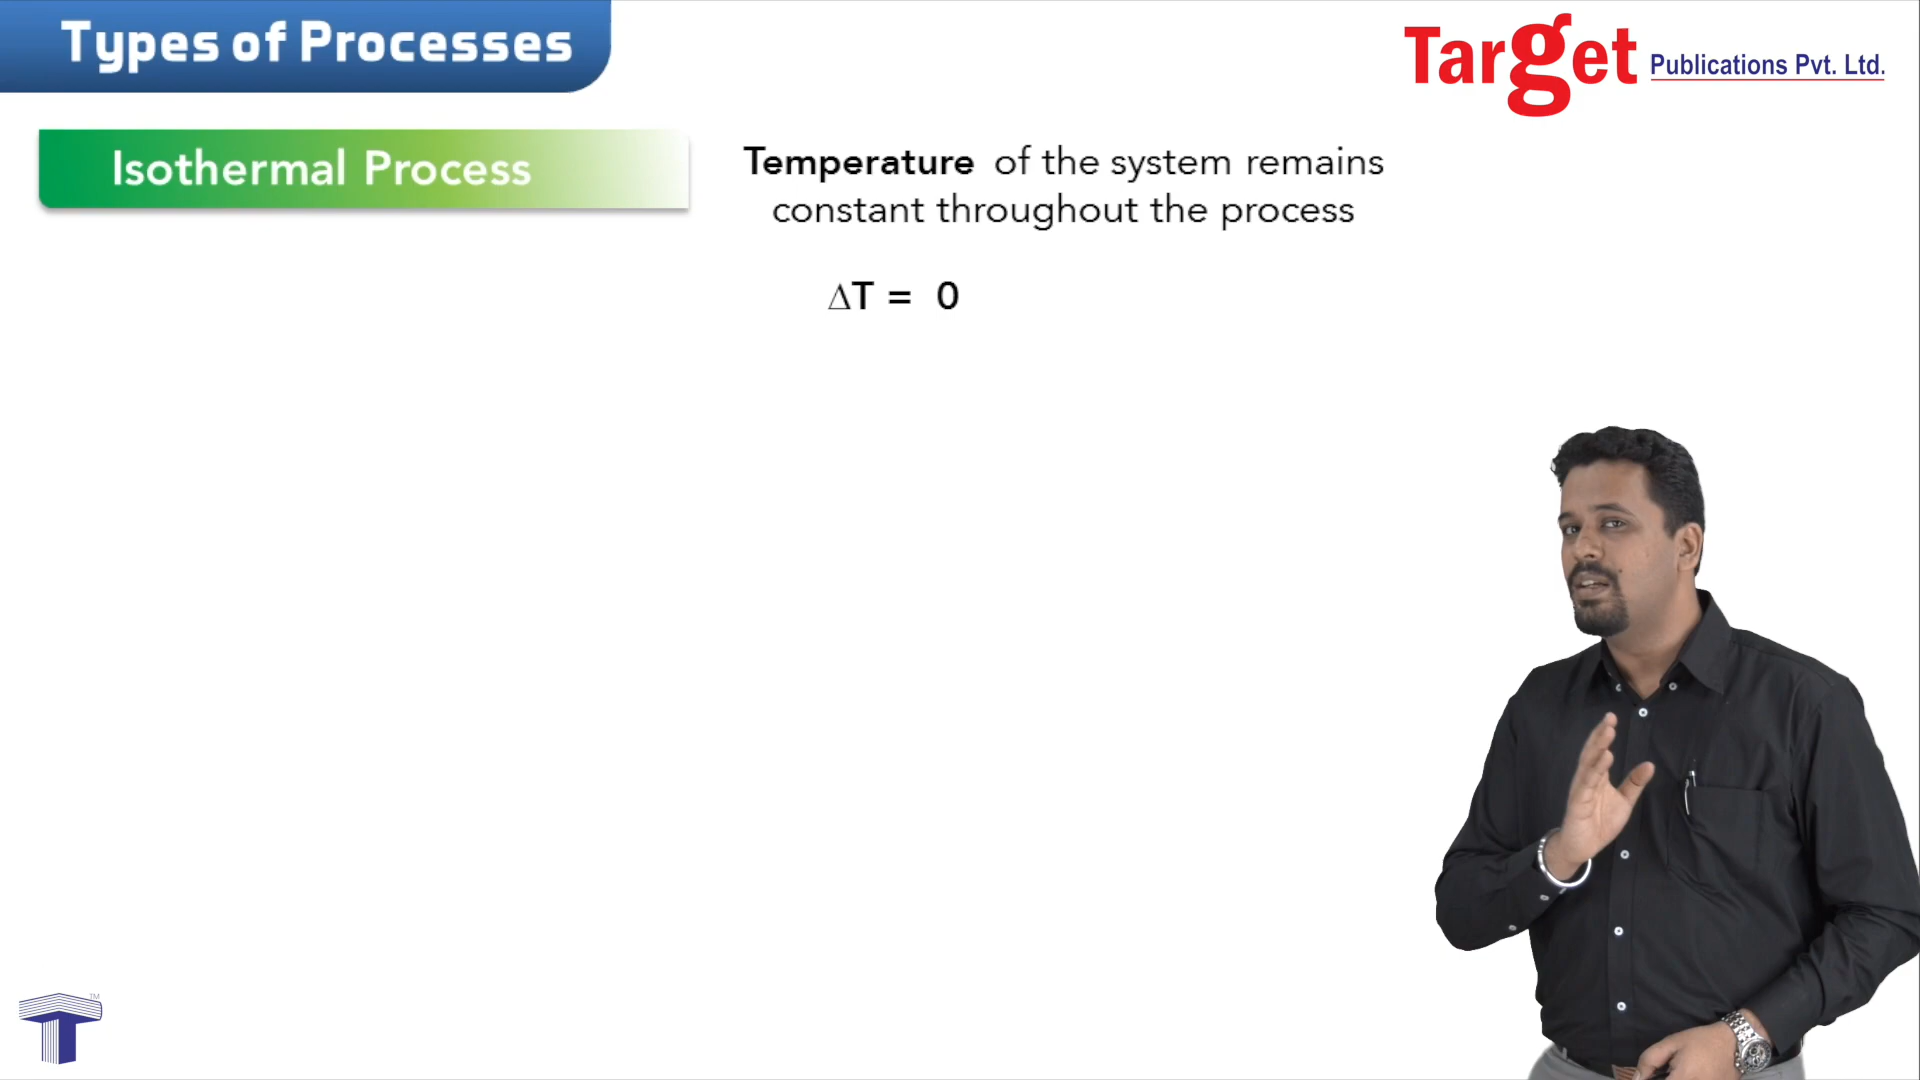 Types of Processes
Target Publications Pvt. Ltd.
Isothermal Process
Temperature of the system remains
constant throughout the process
ΔT = 0
TM